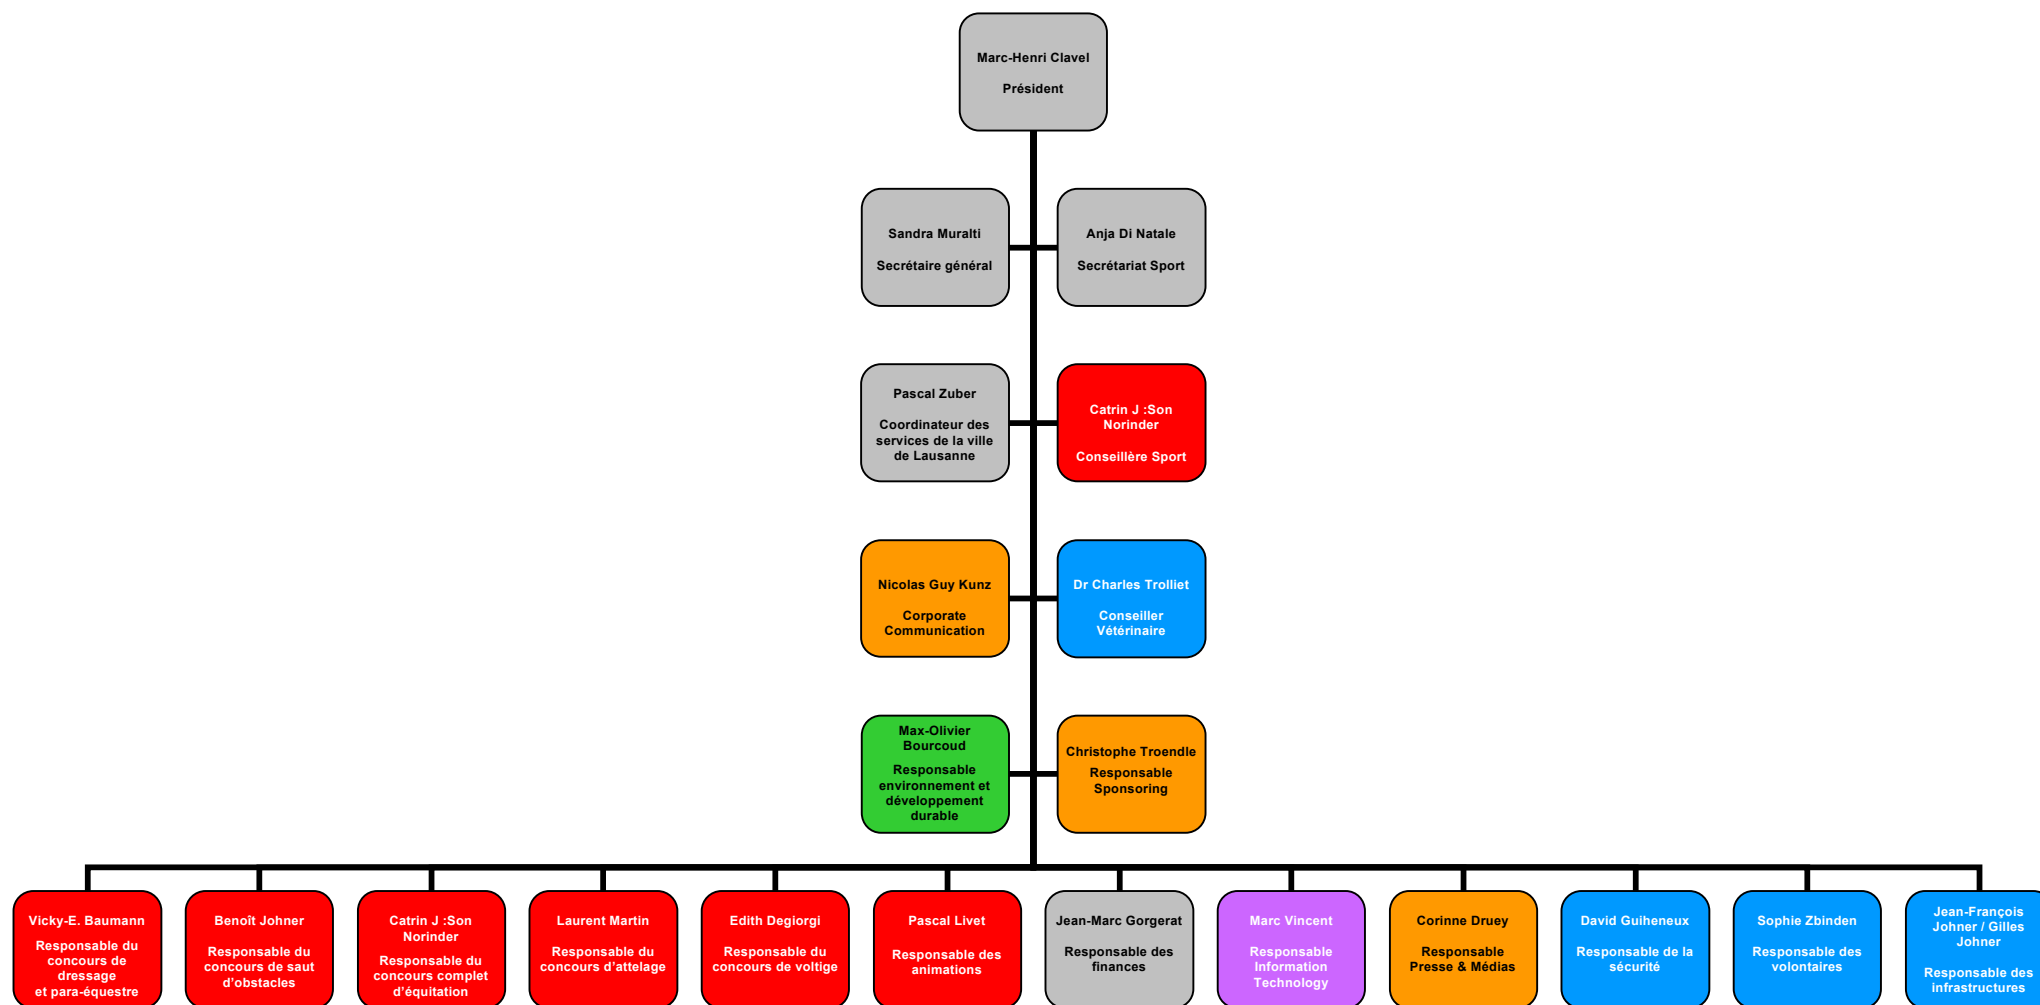 Marc-Henri Clavel
Président
Sandra Muralti
Secrétaire général
Anja Di Natale
Secrétariat Sport
Pascal Zuber
Coordinateur des
services de la ville
de Lausanne
Catrin J :Son
Norinder
Conseillère Sport
Nicolas Guy Kunz
Corporate
Communication
Dr Charles Trolliet
Conseiller
Vétérinaire
Max-Olivier
Bourcoud
Responsable
environnement et
développement
durable
Christophe Troendle
Responsable
Sponsoring
Vicky-E. Baumann
Responsable du
concours de
dressage
et para-équestre
Benoît Johner
Responsable du
concours de saut
d'obstacles
Catrin J :Son
Norinder
Responsable du
concours complet
d'équitation
Laurent Martin
Responsable du
concours d'attelage
Edith Degiorgi
Responsable du
concours de voltige
Pascal Livet
Responsable des
animations
Jean-Marc Gorgerat
Responsable des
finances
Marc Vincent
Responsable
Information
Technology
Corinne Druey
Responsable
Presse & Médias
David Guiheneux
Responsable de la
sécurité
Sophie Zbinden
Responsable des
volontaires
Jean-François
Johner / Gilles
Johner
Responsable des
infrastructures